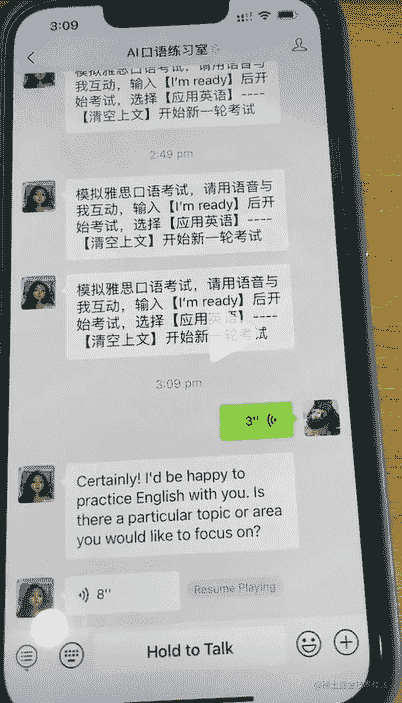 3:09
AI口语练习室
模拟雅思口语考试，请用语音与
我互动，输入【I'm ready】后开
始考试，选择【应用英语】----
【清空上文】开始新一轮考试
2:49 pm
模拟雅思口语考试，请用语音与
我互动，输入【I'm ready】后开
始考试，选择【应用英语】----
【清空上文】开始新一轮考试
模拟雅思口语考试，请用语音与
我互动，输入【I'm ready】后开
始考试，选择【应用英语】----
【清空上文】开始新一轮考试
3:09 pm
3"
Certainly! I'd be happy to
practice English with you. Is
there a particular topic or area
you would like to focus on?
8"
Resume Playing
Hold to Talk